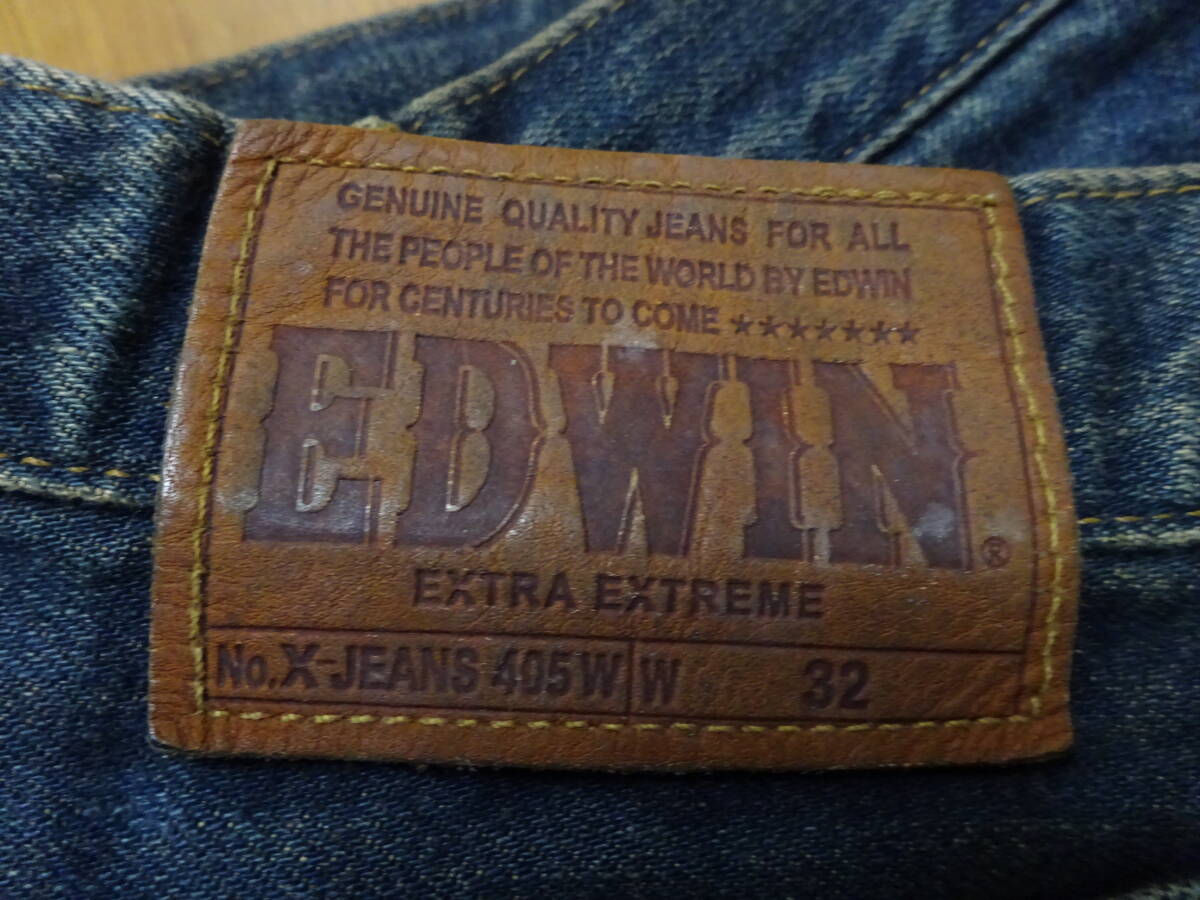 GENUINE QUALITY JEANS FOR ALL
THE PEOPLE OF THE WORLD BY EDWIN
FOR CENTURIES TO COME ★★★★★★★
EDWIN®
EXTRA EXTREME
No. X-JEANS 405W W 32